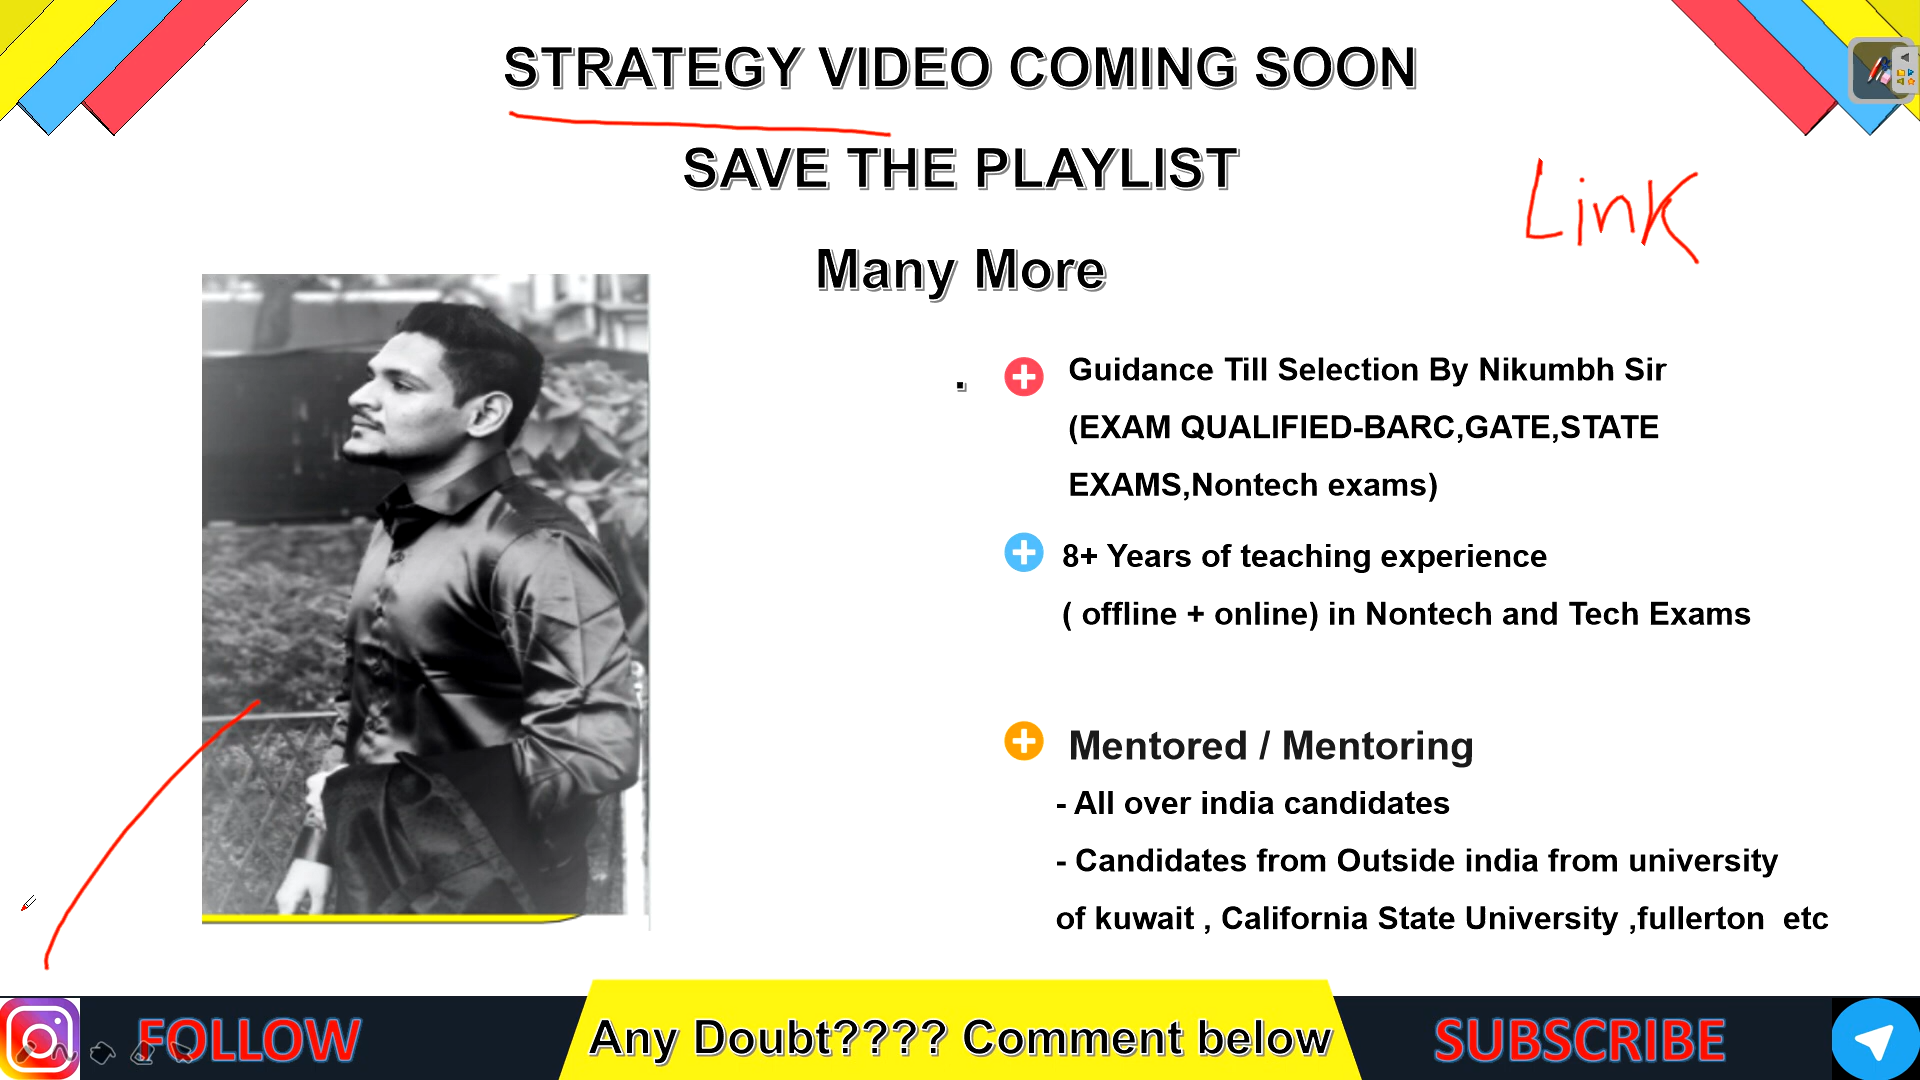 STRATEGY VIDEO COMING SOON
SAVE THE PLAYLIST
Link
Many More
Guidance Till Selection By Nikumbh Sir
(EXAM QUALIFIED-BARC,GATE,STATE
EXAMS,Nontech exams)
8+ Years of teaching experience
( offline + online) in Nontech and Tech Exams
Mentored / Mentoring
- All over india candidates
- Candidates from Outside india from university
of kuwait , California State University ,fullerton etc
FOLLOW
Any Doubt???? Comment below
SUBSCRIBE